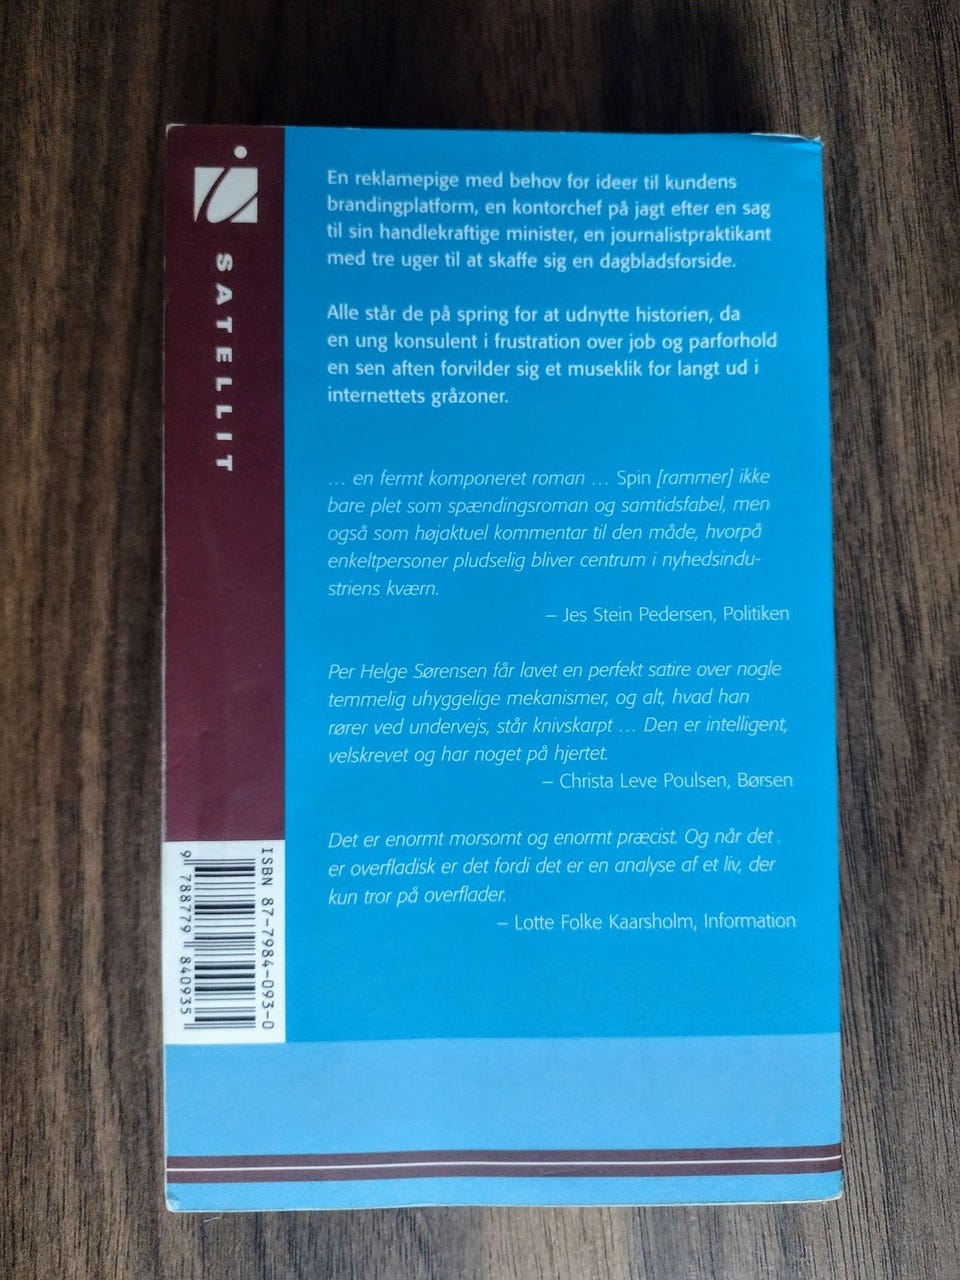 SATELLIT
En reklamepige med behov for ideer til kundens
brandingplatform, en kontorchef på jagt efter en sag
til sin handlekraftige minister, en journalistpraktikant
med tre uger til at skaffe sig en dagbladsforside.
Alle står de på spring for at udnytte historien, da
en ung konsulent i frustration over job og parforhold
en sen aften forvilder sig et museklik for langt ud i
internettets gråzoner.
... en fermt komponeret roman ... Spin [rammer] ikke
bare plet som spændingsroman og samtidsfabel, men
også som højaktuel kommentar til den måde, hvorpå
enkeltpersoner pludselig bliver centrum i nyhedsindu-
striens kværn.
– Jes Stein Pedersen, Politiken
Per Helge Sørensen får lavet en perfekt satire over nogle
temmelig uhyggelige mekanismer, og alt, hvad han
rører ved undervejs, står knivskarpt ... Den er intelligent,
velskrevet og har noget på hjertet.
– Christa Leve Poulsen, Børsen
Det er enormt morsomt og enormt præcist. Og når det
er overfladisk er det fordi det er en analyse af et liv, der
kun tror på overflader.
– Lotte Folke Kaarsholm, Information
ISBN 87-7984-093-0
9 788779 840935